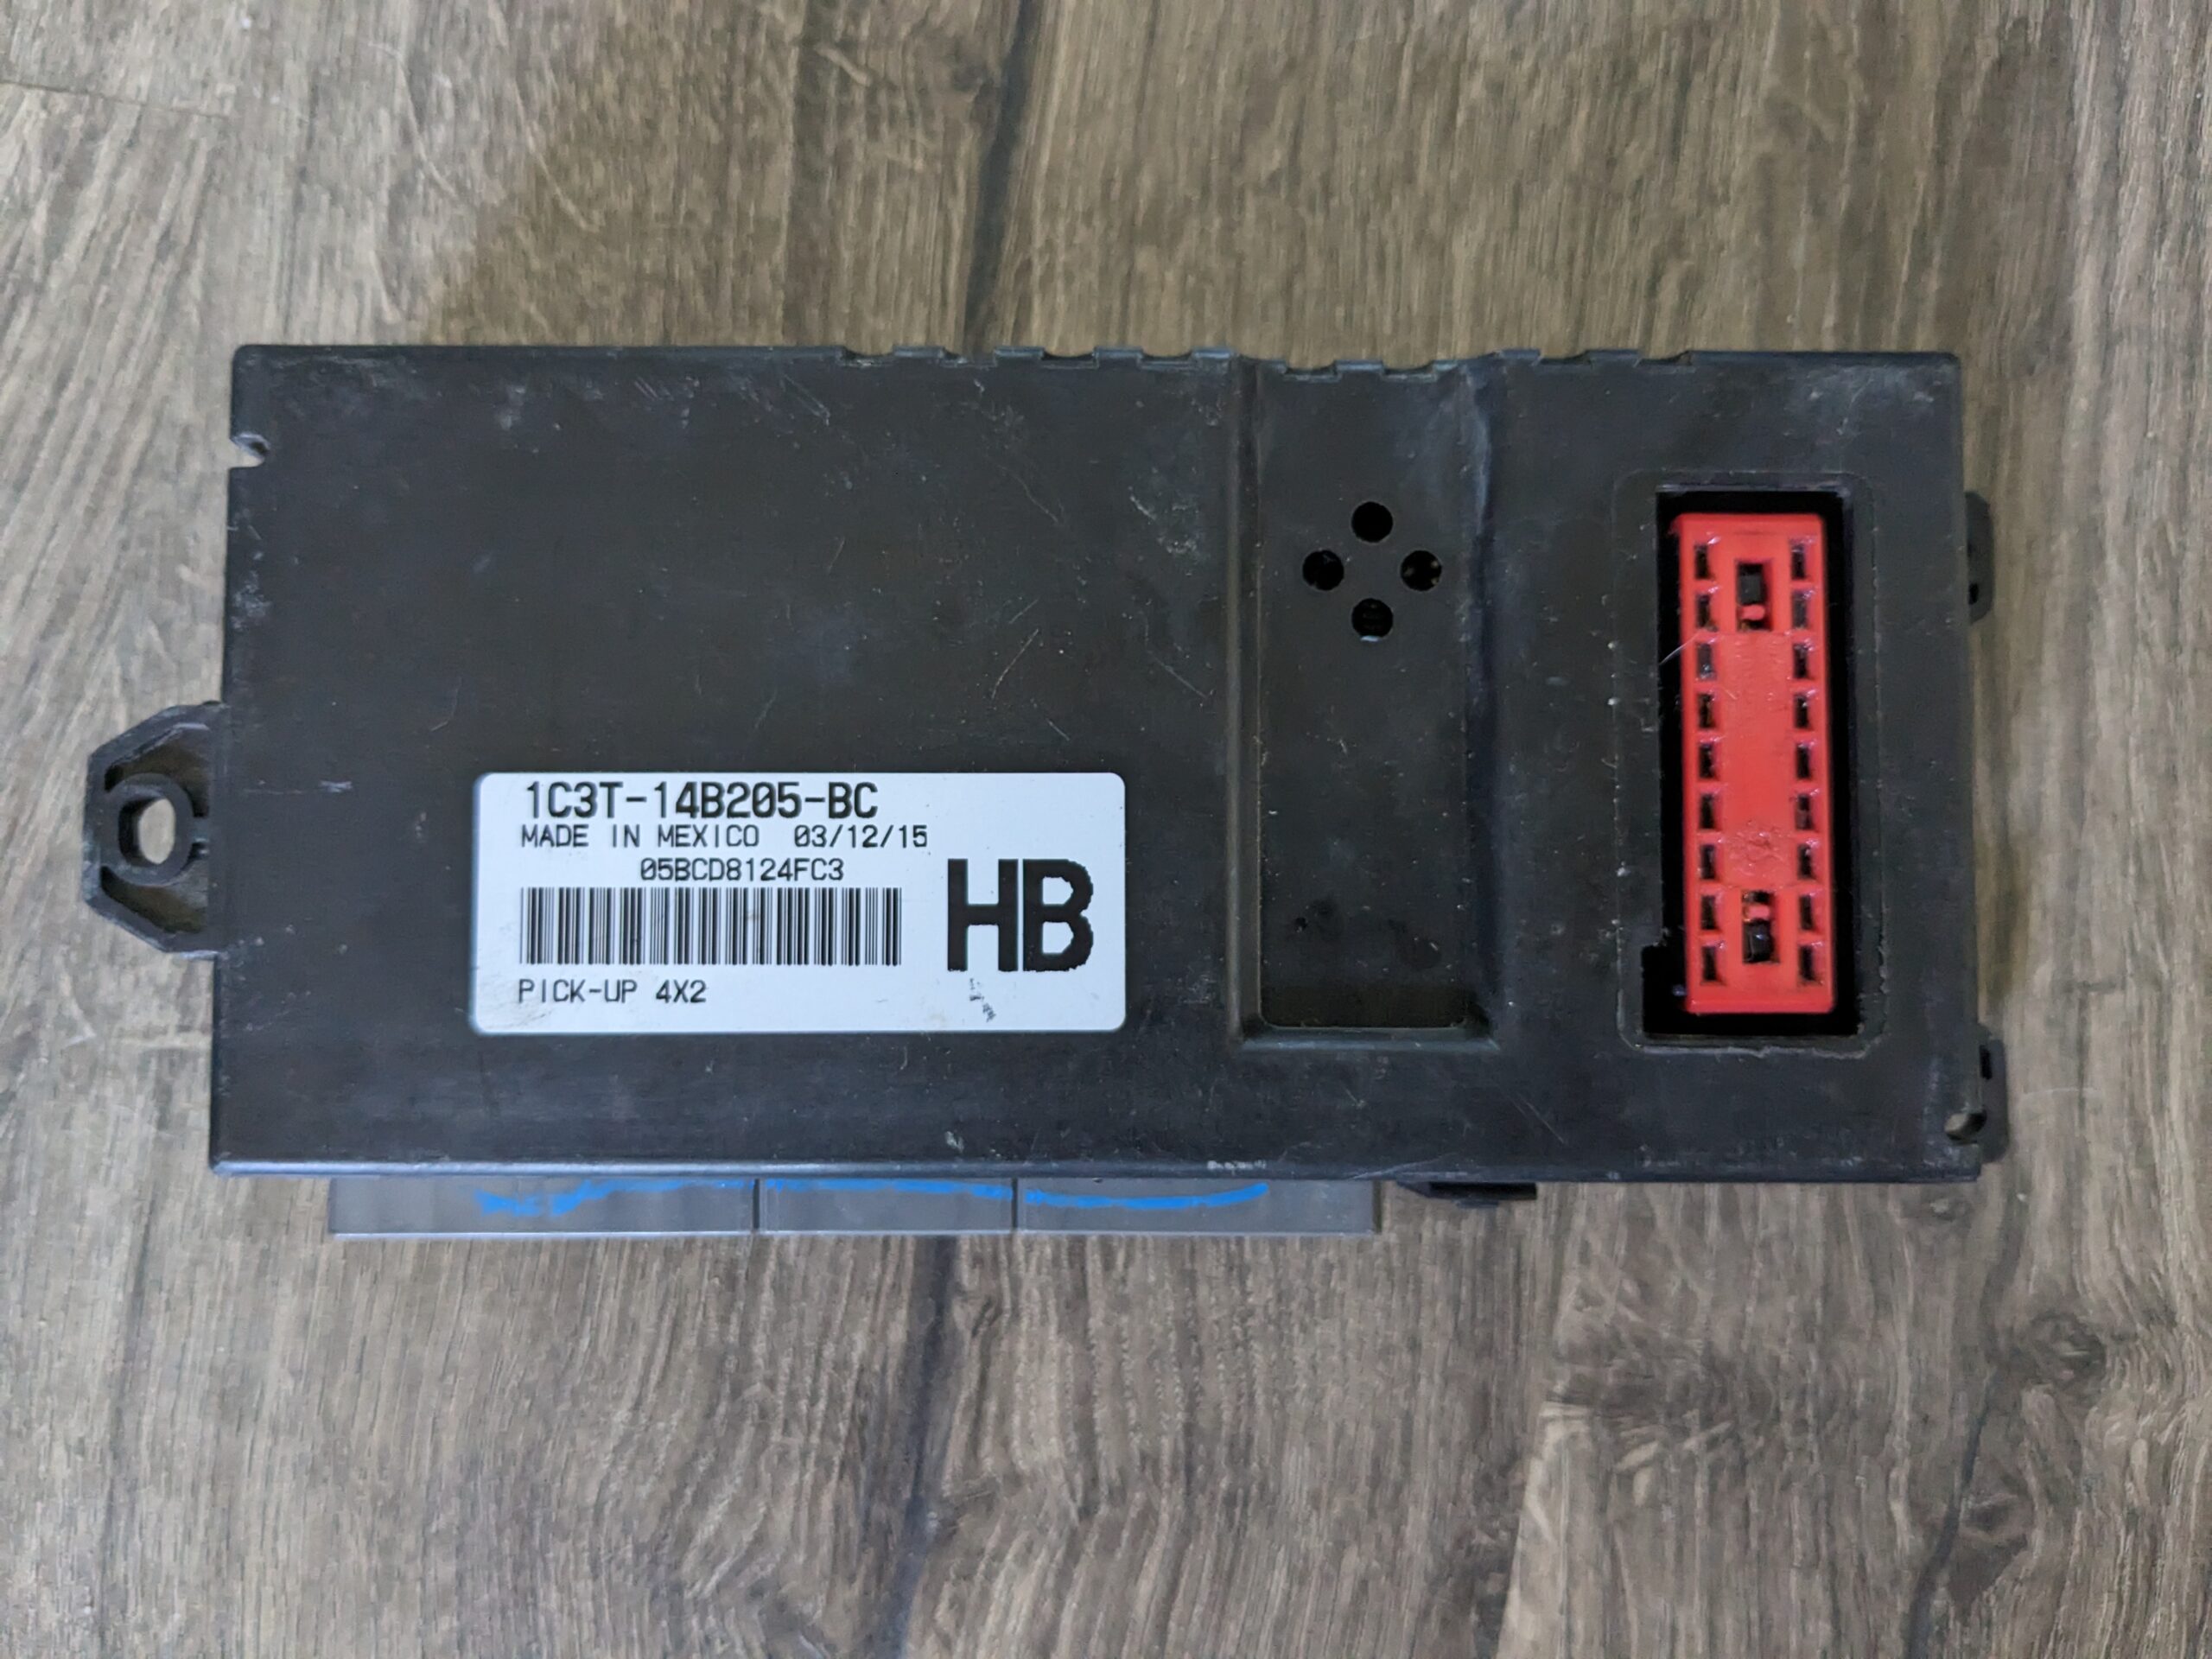 1C3T-14B205-BC
MADE IN MEXICO 03/12/15
05BCD8124FC3
HB
PICK-UP 4X2